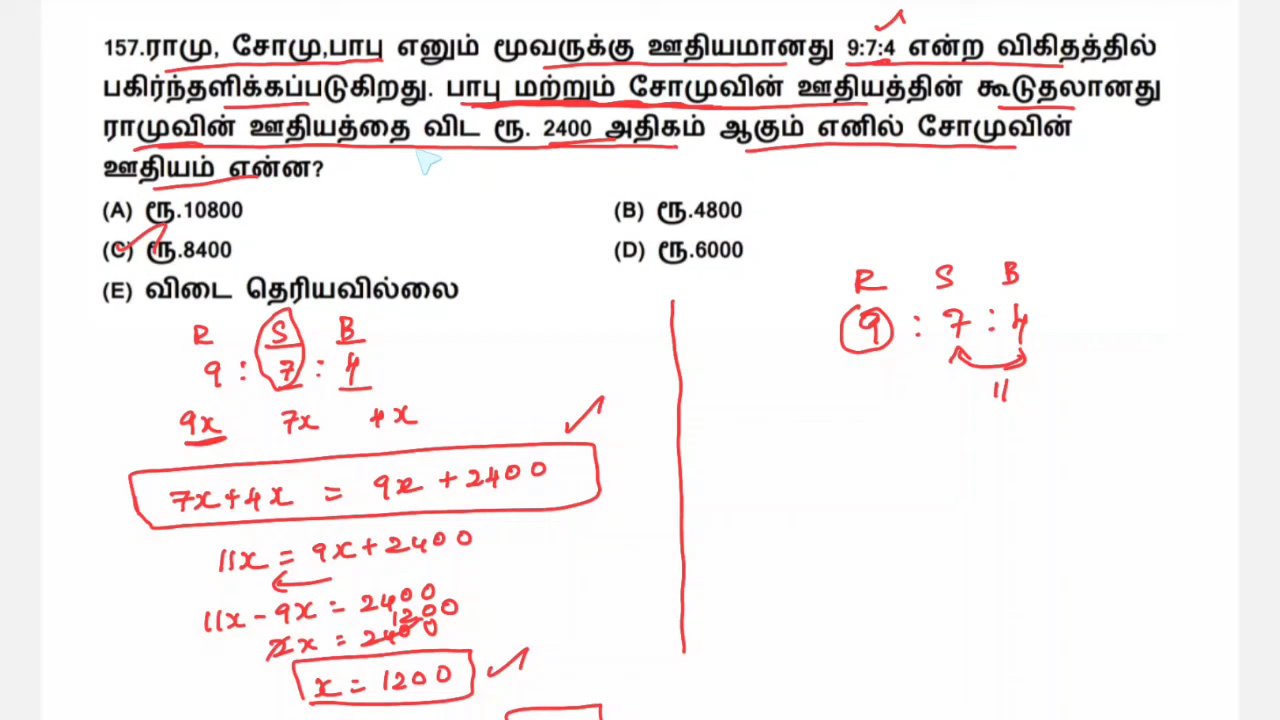 157.ராமு, சோமு,பாபு எனும் மூவருக்கு ஊதியமானது 9:7:4 என்ற விகிதத்தில்
பகிர்ந்தளிக்கப்படுகிறது. பாபு மற்றும் சோமுவின் ஊதியத்தின் கூடுதலானது
ராமுவின் ஊதியத்தை விட ரூ. 2400 அதிகம் ஆகும் எனில் சோமுவின்
ஊதியம் என்ன?
(A) ரூ.10800 (B) ரூ.4800
(C) ரூ.8400 (D) ரூ.6000
(E) விடை தெரியவில்லை
R S B
9 : 7 : 4
9x 7x 4x
7x+4x = 9x+2400
11x = 9x+2400
11x - 9x = 2400
1200
2x = 2400
x = 1200
R S B
9 : 7 : 4
11